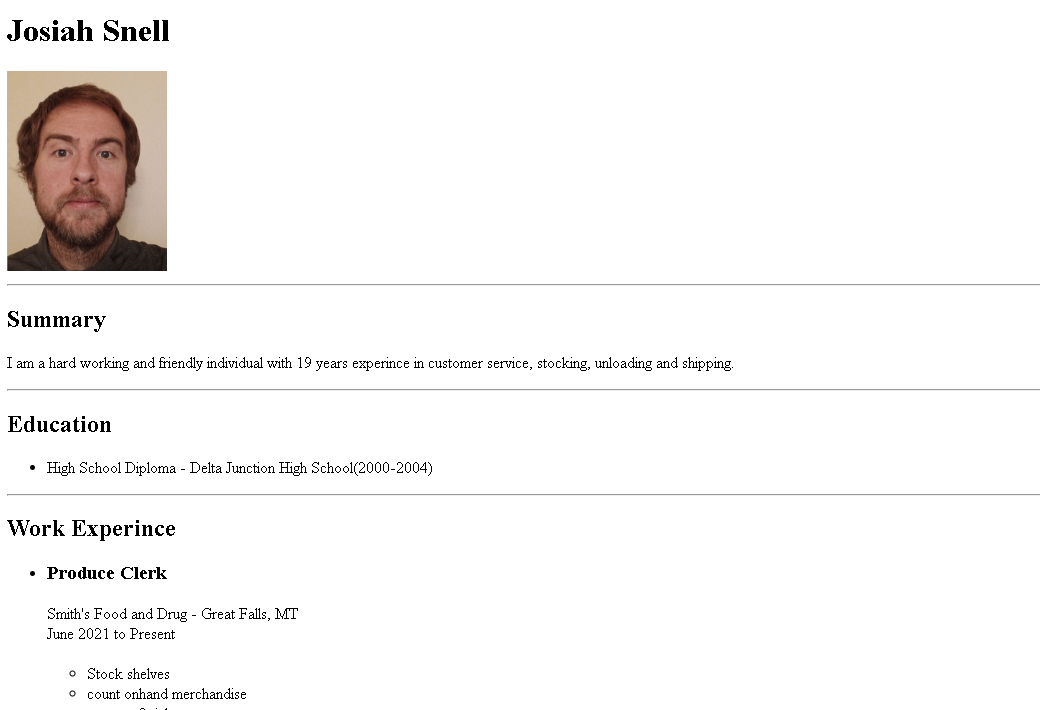 Josiah Snell
Summary
I am a hard working and friendly individual with 19 years experince in customer service, stocking, unloading and shipping.
Education
High School Diploma - Delta Junction High School(2000-2004)
Work Experince
Produce Clerk
Smith's Food and Drug - Great Falls, MT
June 2021 to Present
Stock shelves
count onhand merchandise